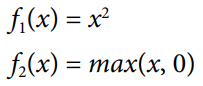 f₁(x) = x²
f₂(x) = max(x, 0)